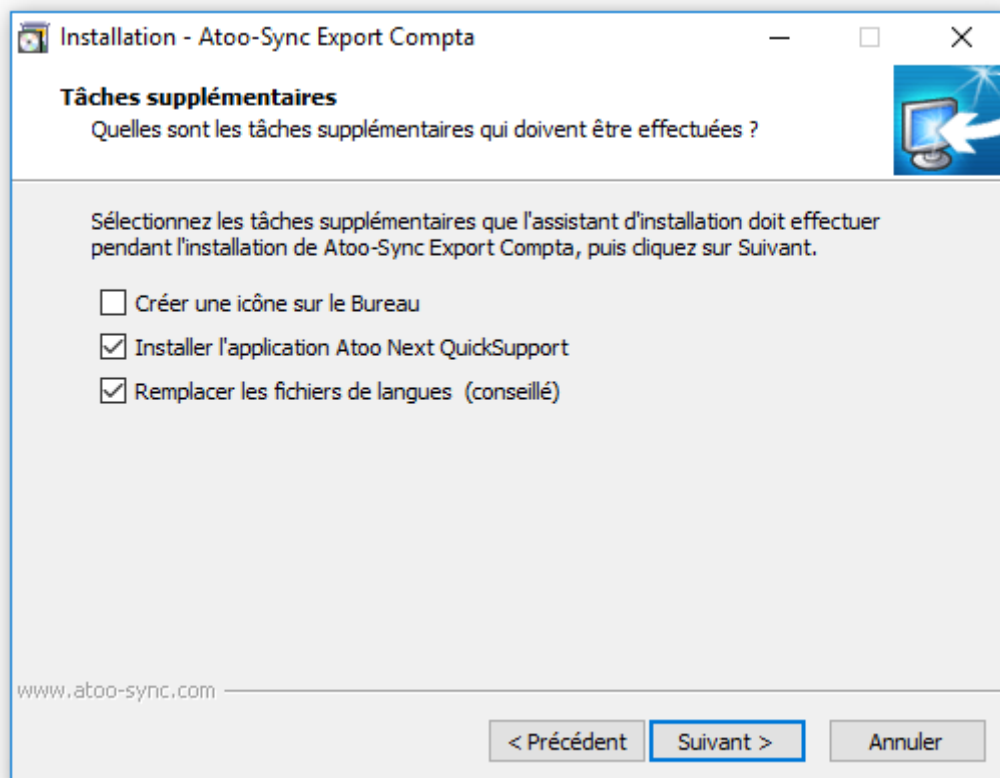 Installation - Atoo-Sync Export Compta
Tâches supplémentaires
Quelles sont les tâches supplémentaires qui doivent être effectuées ?
Sélectionnez les tâches supplémentaires que l'assistant d'installation doit effectuer
pendant l'installation de Atoo-Sync Export Compta, puis cliquez sur Suivant.
Créer une icône sur le Bureau
Installer l'application Atoo Next QuickSupport
Remplacer les fichiers de langues  (conseillé)
www.atoo-sync.com
< Précédent
Suivant >
Annuler